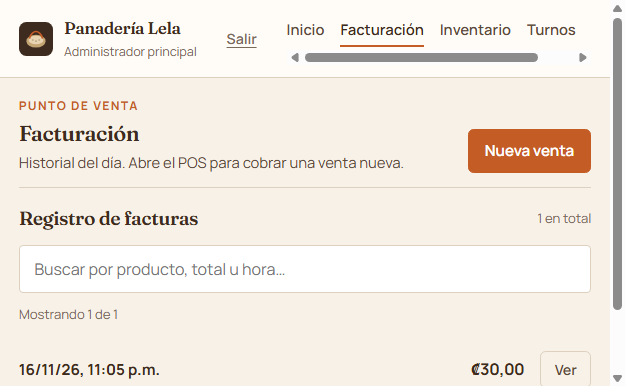 Panadería Lela
Administrador principal
Salir
Inicio Facturación Inventario Turnos
PUNTO DE VENTA
Facturación
Historial del día. Abre el POS para cobrar una venta nueva.
Nueva venta
Registro de facturas
1 en total
Buscar por producto, total u hora...
Mostrando 1 de 1
16/11/26, 11:05 p.m.
₡30,00
Ver